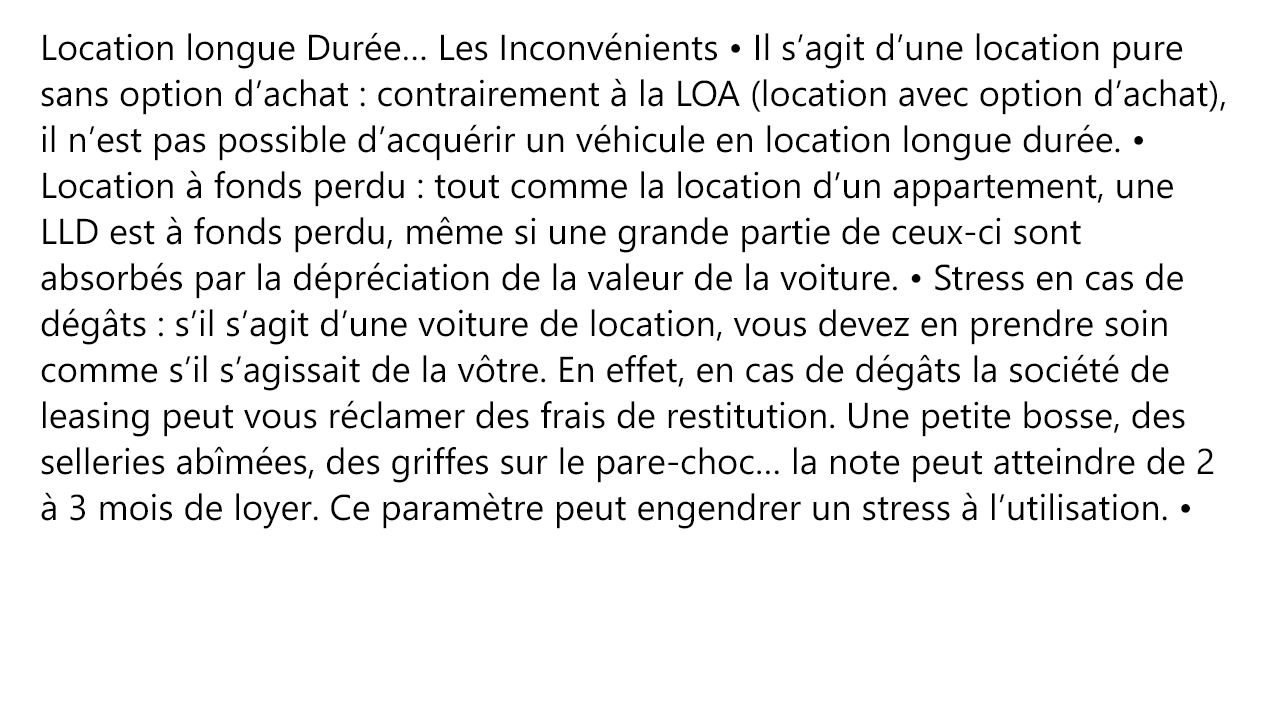 Location longue Durée… Les Inconvénients • Il s’agit d’une location pure
sans option d’achat : contrairement à la LOA (location avec option d’achat),
il n’est pas possible d’acquérir un véhicule en location longue durée. •
Location à fonds perdu : tout comme la location d’un appartement, une
LLD est à fonds perdu, même si une grande partie de ceux-ci sont
absorbés par la dépréciation de la valeur de la voiture. • Stress en cas de
dégâts : s’il s’agit d’une voiture de location, vous devez en prendre soin
comme s’il s’agissait de la vôtre. En effet, en cas de dégâts la société de
leasing peut vous réclamer des frais de restitution. Une petite bosse, des
selleries abîmées, des griffes sur le pare-choc… la note peut atteindre de 2
à 3 mois de loyer. Ce paramètre peut engendrer un stress à l’utilisation. •